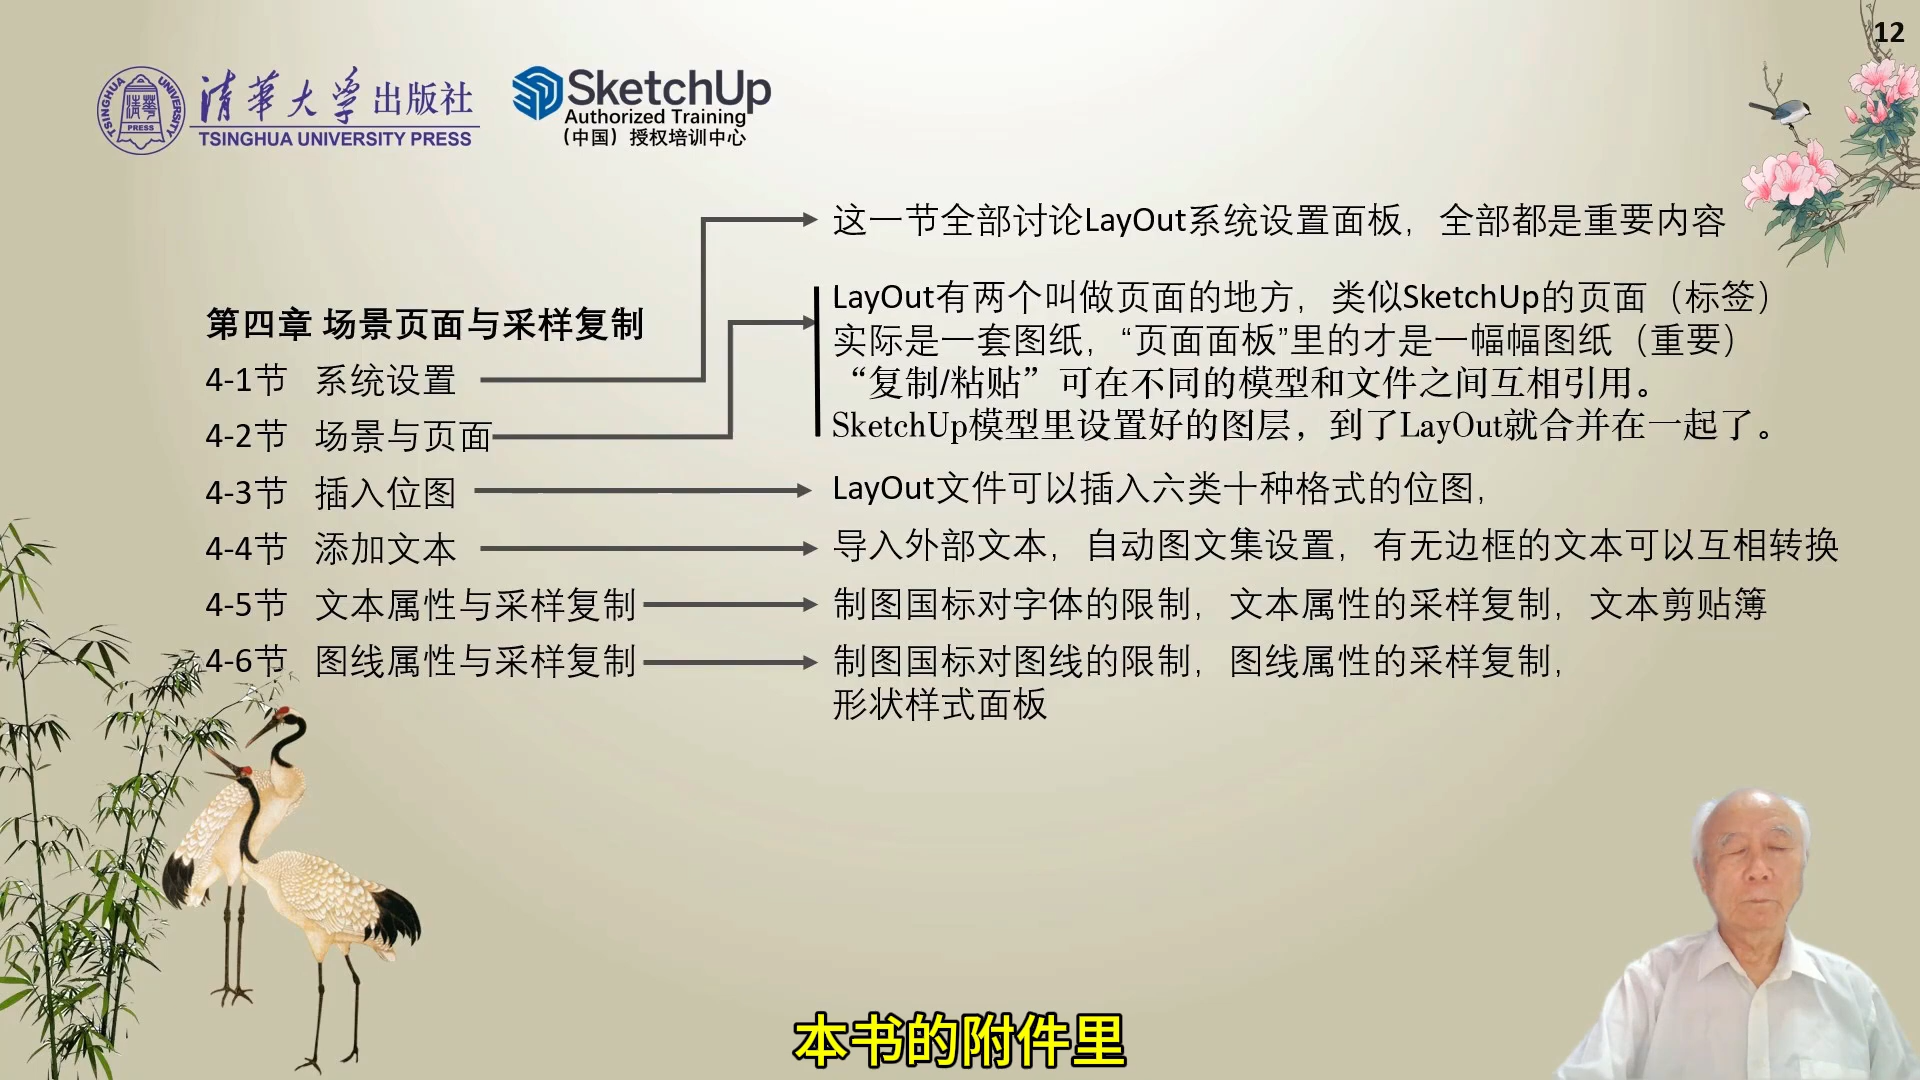 12
清華大学出版社
TSINGHUA UNIVERSITY PRESS
TSINGHUA UNIVERSITY
清華
PRESS
SketchUp
Authorized Training
（中国）授权培训中心
这一节全部讨论LayOut系统设置面板，全部都是重要内容
LayOut有两个叫做页面的地方，类似SketchUp的页面（标签）
实际是一套图纸，“页面面板”里的才是一幅幅图纸（重要）
“复制/粘贴”可在不同的模型和文件之间互相引用。
SketchUp模型里设置好的图层，到了LayOut就合并在一起了。
第四章 场景页面与采样复制
4-1节 系统设置
4-2节 场景与页面
4-3节 插入位图
LayOut文件可以插入六类十种格式的位图，
4-4节 添加文本
导入外部文本，自动图文集设置，有无边框的文本可以互相转换
4-5节 文本属性与采样复制
制图国标对字体的限制，文本属性的采样复制，文本剪贴簿
4-6节 图线属性与采样复制
制图国标对图线的限制，图线属性的采样复制，
形状样式面板
本书的附件里